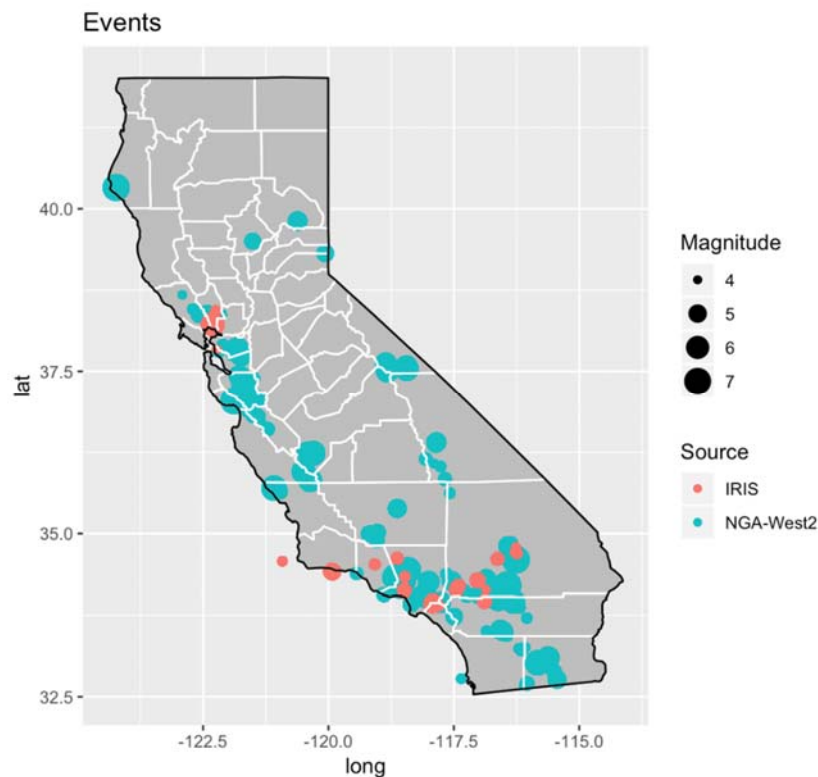 Events
40.0
37.5
35.0
32.5
lat
-122.5
-120.0
-117.5
-115.0
long
Magnitude
4
5
6
7
Source
IRIS
NGA-West2